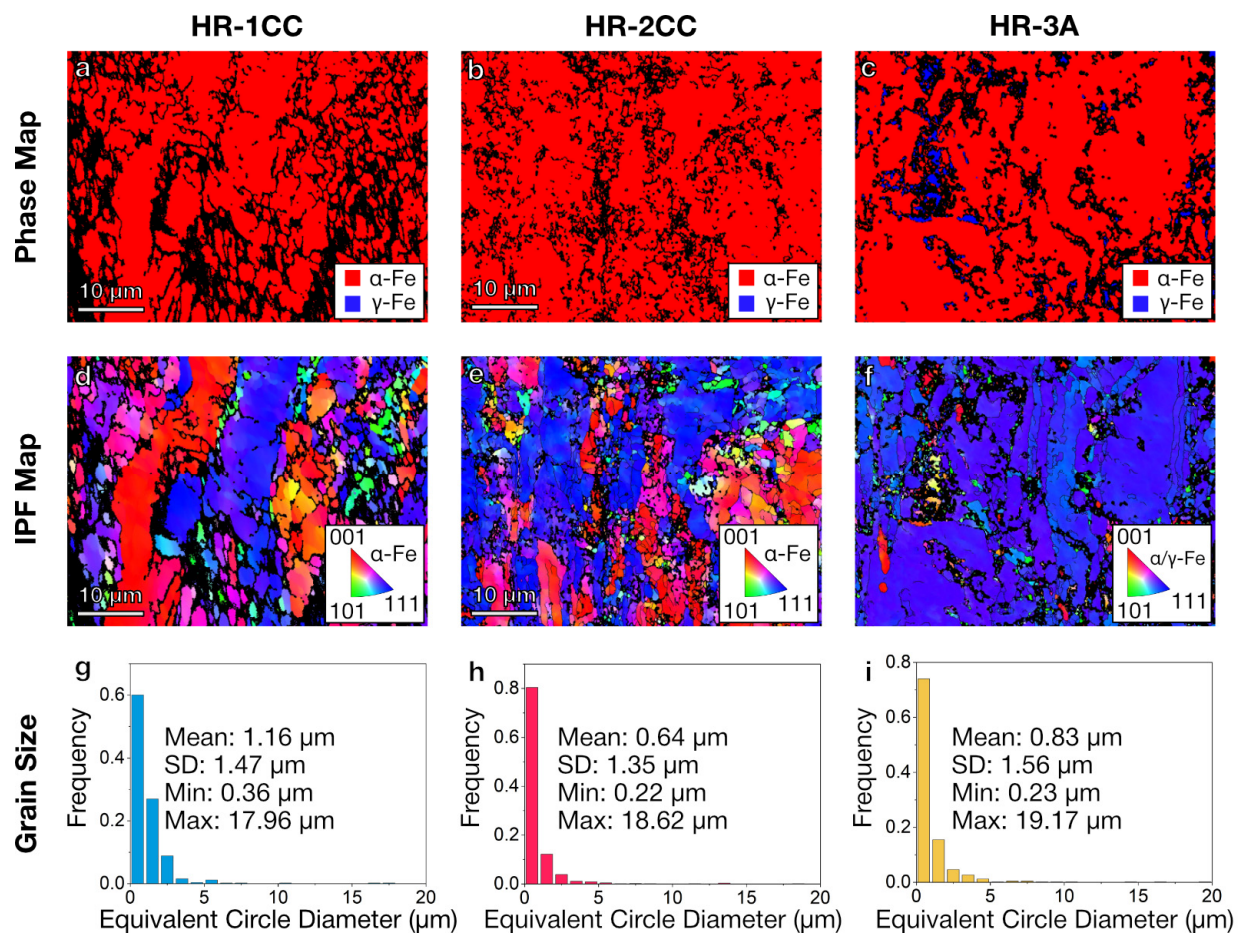 HR-1CC
HR-2CC
HR-3A
Phase Map
a
10 µm
α-Fe
γ-Fe
b
10 µm
α-Fe
γ-Fe
c
α-Fe
γ-Fe
IPF Map
d
10 µm
001
α-Fe
101
111
e
10 µm
001
α-Fe
101
111
f
001
α/γ-Fe
101
111
Grain Size
g
Frequency
0.6
0.4
0.2
0.0
Mean: 1.16 µm
SD: 1.47 µm
Min: 0.36 µm
Max: 17.96 µm
0 5 10 15 20
Equivalent Circle Diameter (µm)
h
Frequency
0.8
0.6
0.4
0.2
0.0
Mean: 0.64 µm
SD: 1.35 µm
Min: 0.22 µm
Max: 18.62 µm
0 5 10 15 20
Equivalent Circle Diameter (µm)
i
Frequency
0.8
0.6
0.4
0.2
0.0
Mean: 0.83 µm
SD: 1.56 µm
Min: 0.23 µm
Max: 19.17 µm
0 5 10 15 20
Equivalent Circle Diameter (µm)